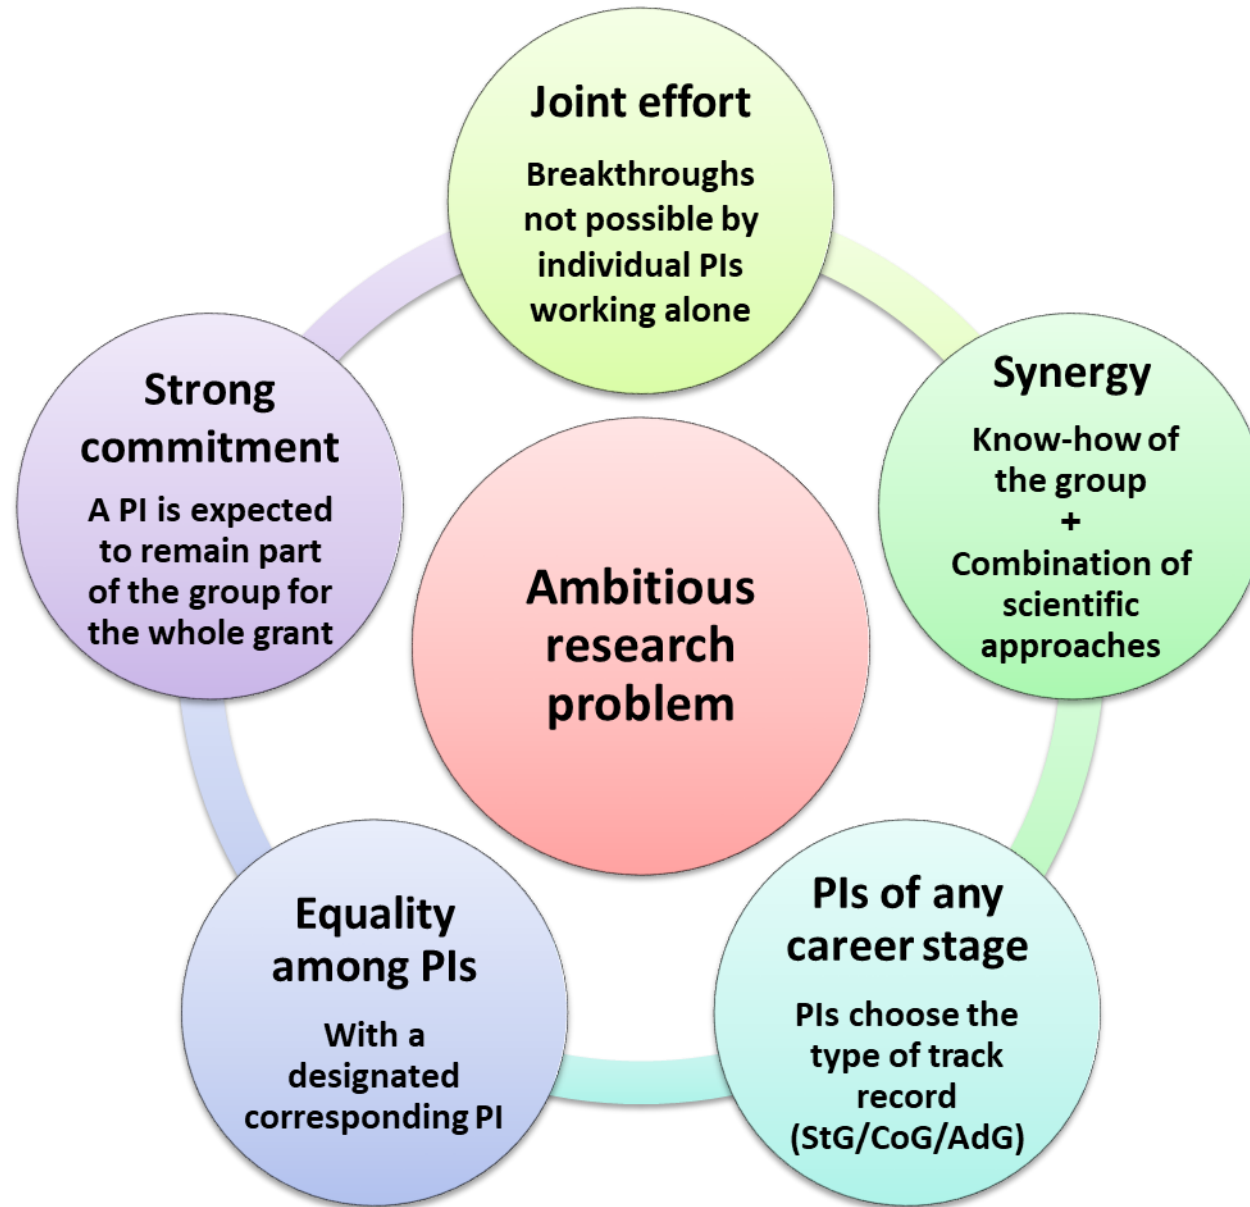 Joint effort
Breakthroughs
not possible by
individual PIs
working alone
Synergy
Know-how of
the group
+
Combination of
scientific
approaches
PIs of any
career stage
PIs choose the
type of track
record
(StG/CoG/AdG)
Equality
among PIs
With a
designated
corresponding PI
Strong
commitment
A PI is expected
to remain part
of the group for
the whole grant
Ambitious
research
problem